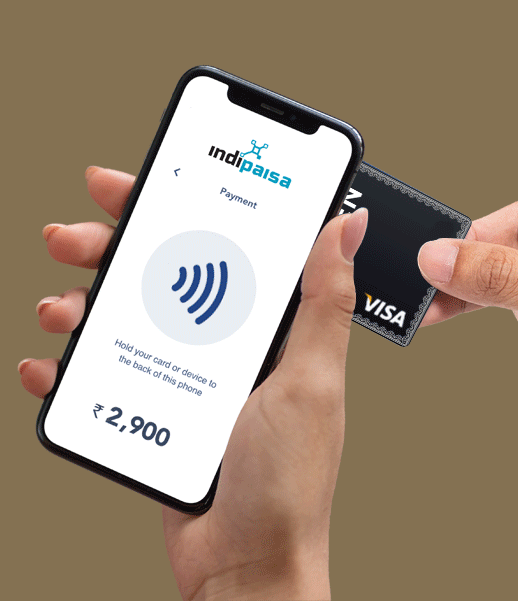 indipaisa
Payment
Hold your card or device to
the back of this phone
₹ 2,900
VISA